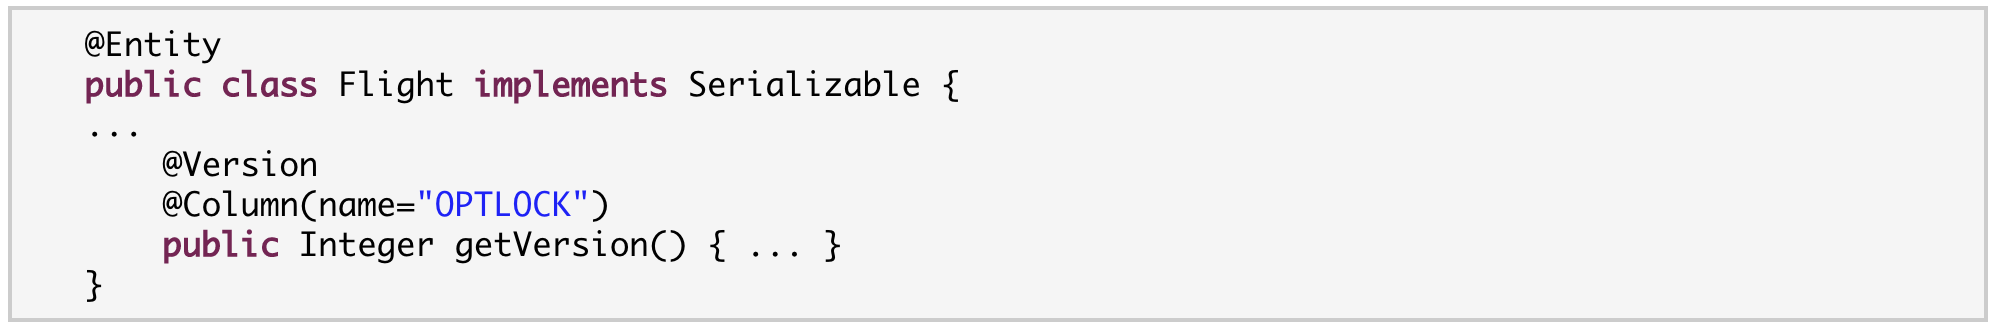 @Entity
public class Flight implements Serializable {
...
    @Version
    @Column(name="OPTLOCK")
    public Integer getVersion() { ... }
}